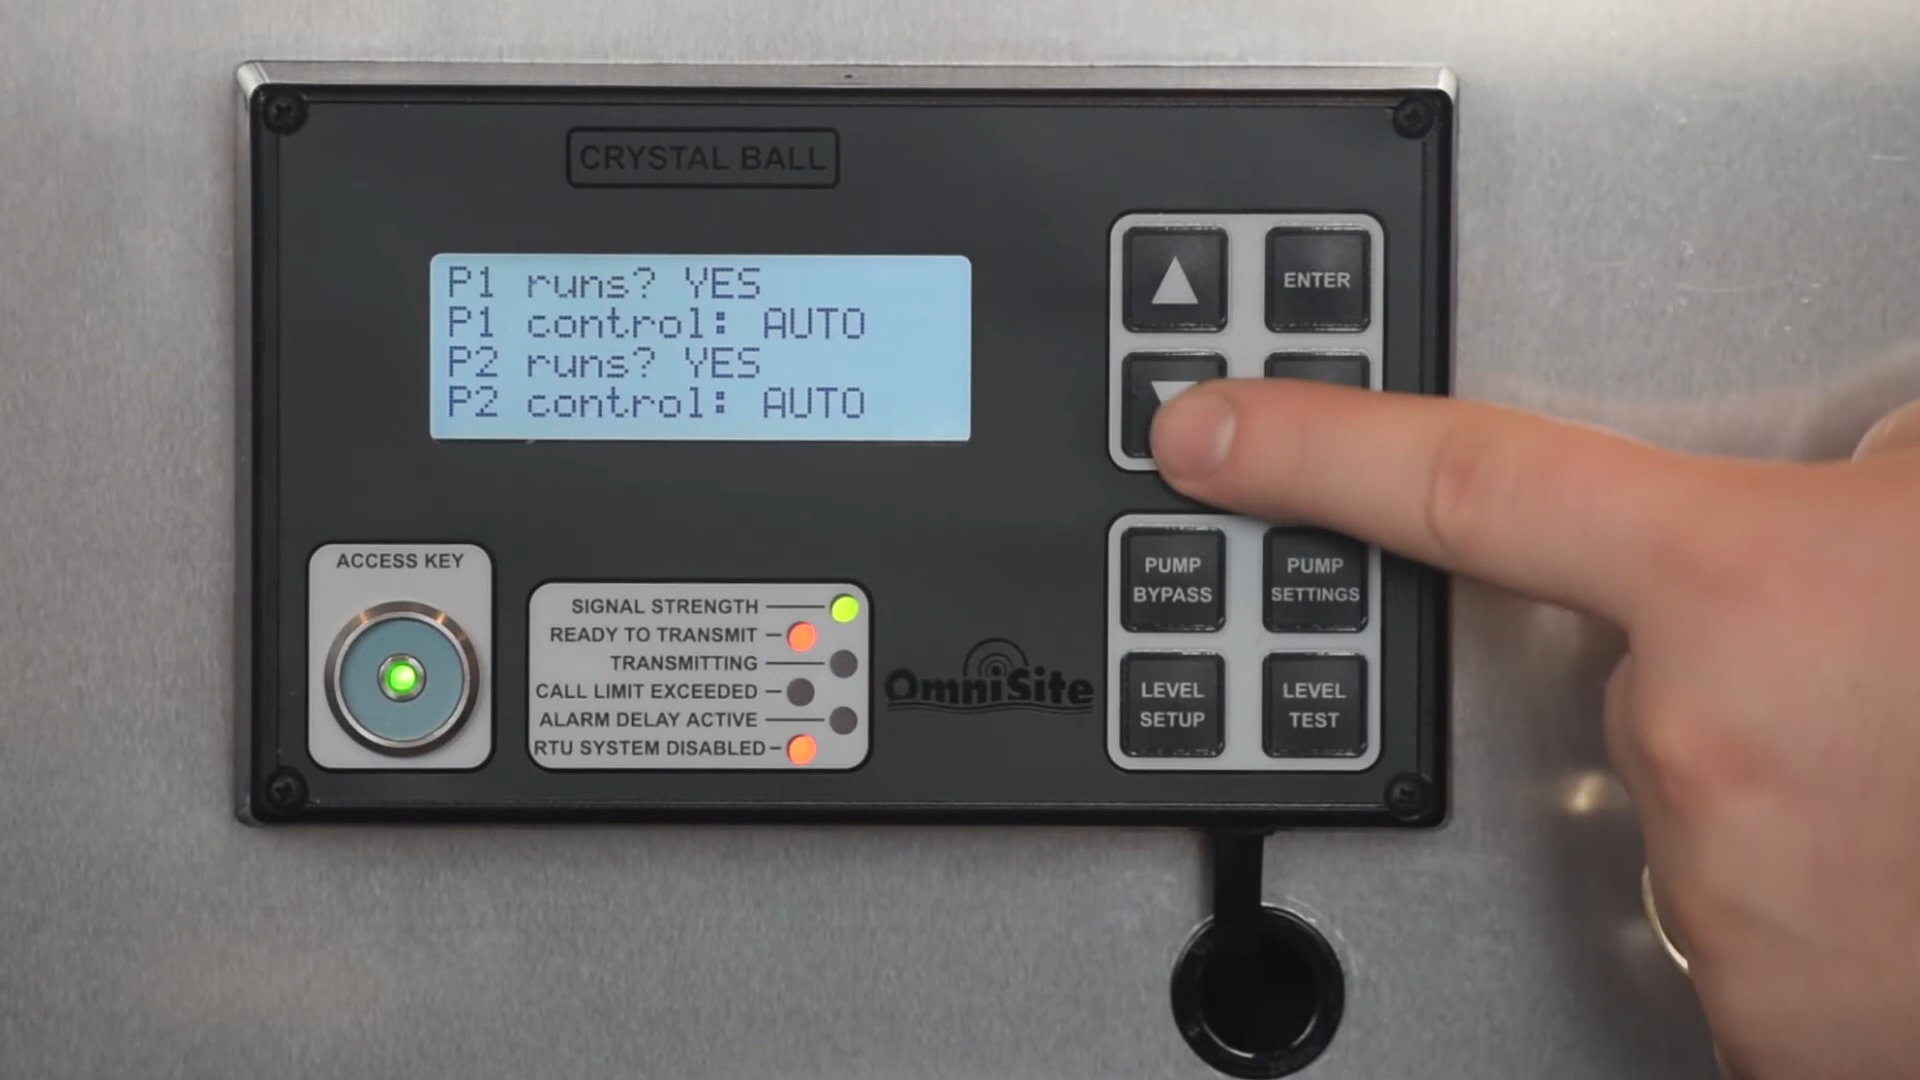 CRYSTAL BALL
P1 runs? YES
P1 control: AUTO
P2 runs? YES
P2 control: AUTO
ENTER
ACCESS KEY
SIGNAL STRENGTH
READY TO TRANSMIT
TRANSMITTING
CALL LIMIT EXCEEDED
ALARM DELAY ACTIVE
RTU SYSTEM DISABLED
OmniSite
PUMP
BYPASS
PUMP
SETTINGS
LEVEL
SETUP
LEVEL
TEST